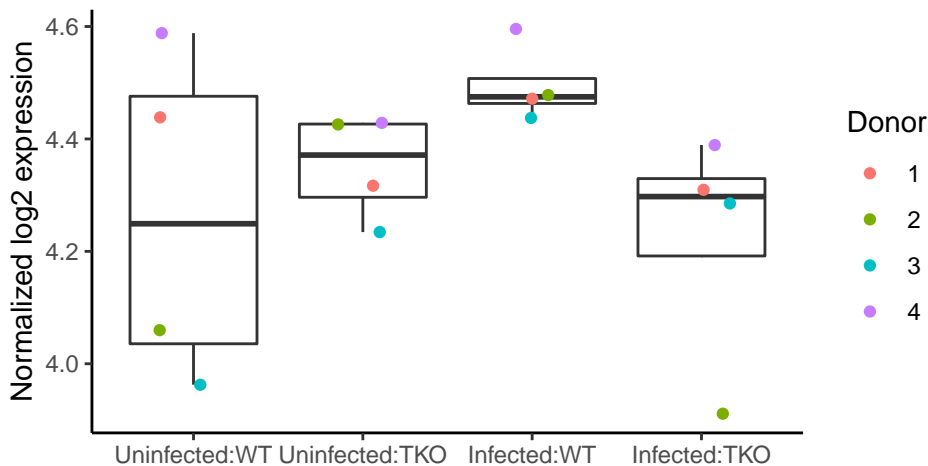 Normalized log2 expression
4.6
4.4
4.2
4.0
Uninfected:WT
Uninfected:TKO
Infected:WT
Infected:TKO
Donor
1
2
3
4